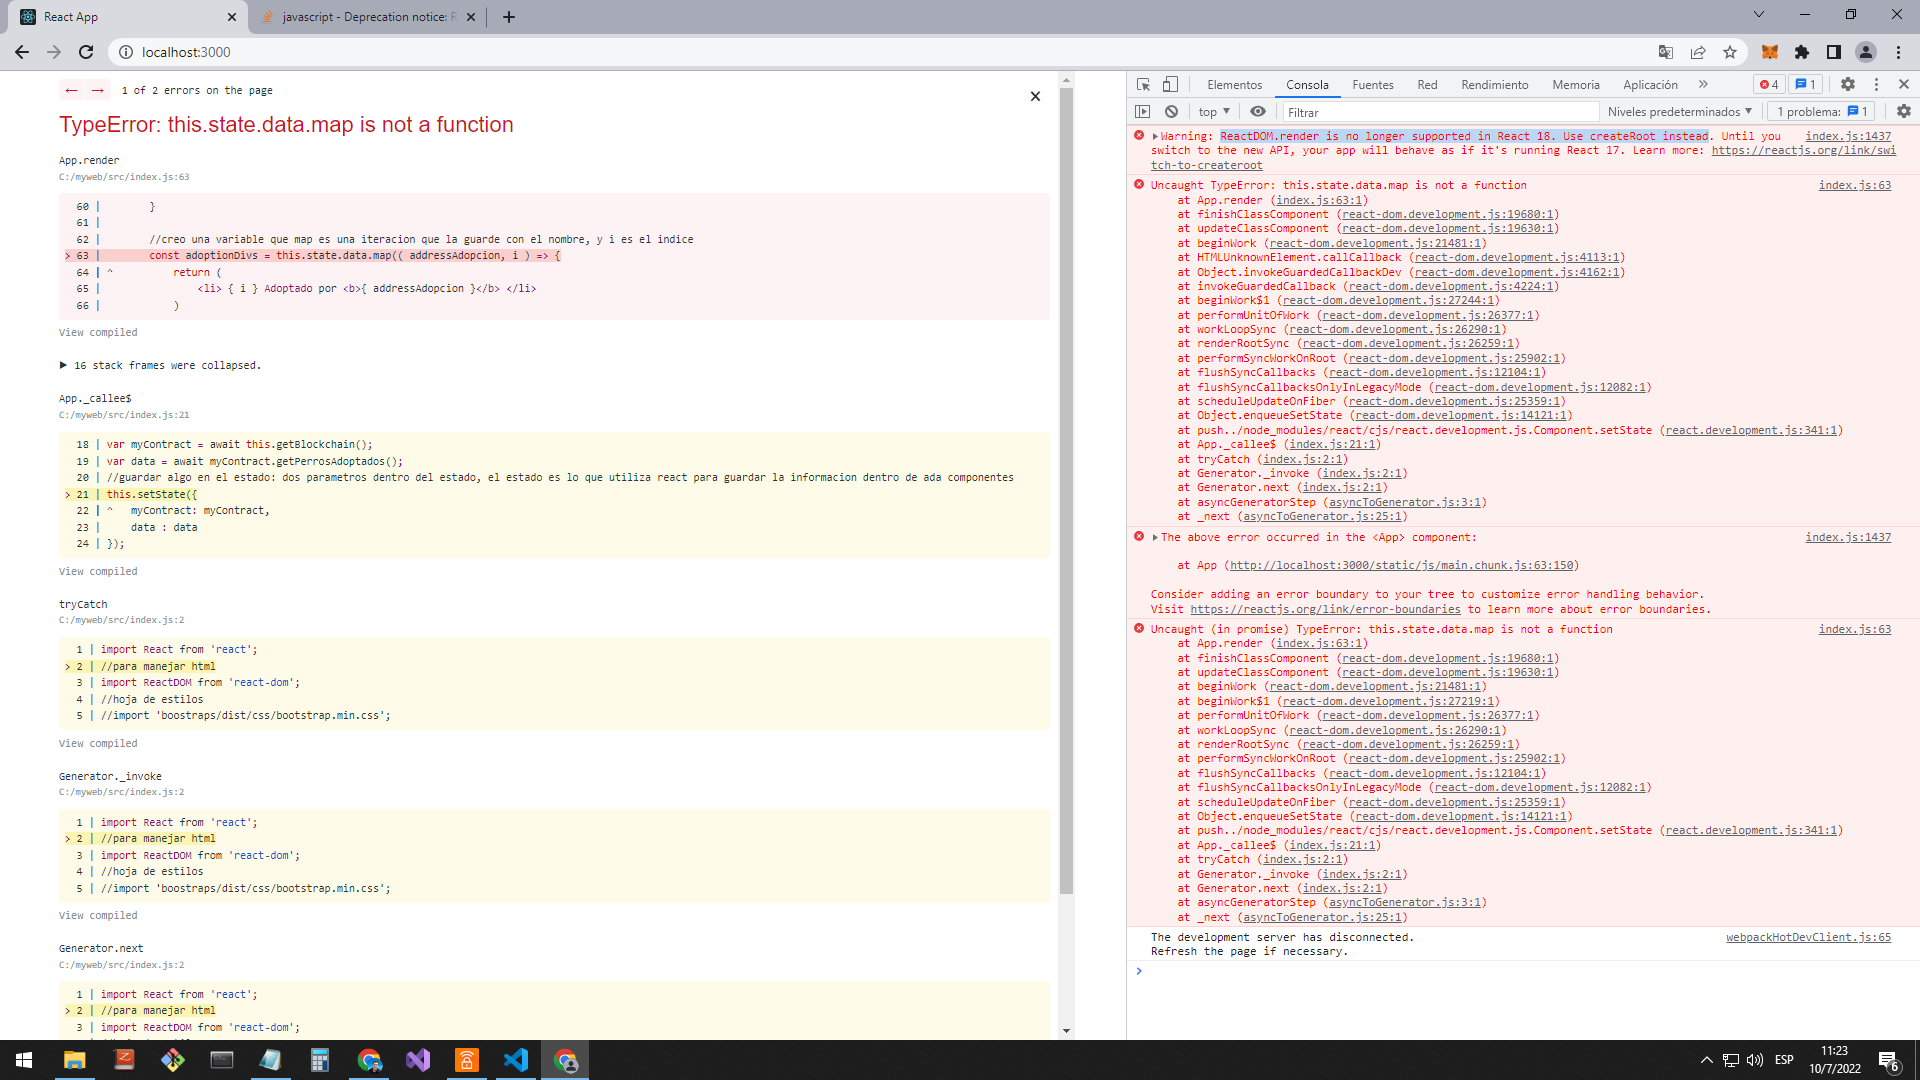 React App
javascript - Deprecation notice: R
localhost:3000
1 of 2 errors on the page
TypeError: this.state.data.map is not a function
App.render
C:/myweb/src/index.js:63
60 | }
61 |
62 | //creo una variable que map es una iteracion que la guarde con el nombre, y i es el indice
> 63 | const adoptionDivs = this.state.data.map(( addressAdopcion, i ) => {
64 | ^ return (
65 | <li> { i } Adoptado por <b>{ addressAdopcion }</b> </li>
66 | )
View compiled
▶ 16 stack frames were collapsed.
App._callee$
C:/myweb/src/index.js:21
18 | var myContract = await this.getBlockchain();
19 | var data = await myContract.getPerrosAdoptados();
20 | //guardar algo en el estado: dos parametros dentro del estado, el estado es lo que utiliza react para guardar la informacion dentro de ada componentes
> 21 | this.setState({
22 | ^ myContract: myContract,
23 | data : data
24 | });
View compiled
tryCatch
C:/myweb/src/index.js:2
1 | import React from 'react';
> 2 | //para manejar html
3 | import ReactDOM from 'react-dom';
4 | //hoja de estilos
5 | //import 'boostraps/dist/css/bootstrap.min.css';
View compiled
Generator._invoke
C:/myweb/src/index.js:2
1 | import React from 'react';
> 2 | //para manejar html
3 | import ReactDOM from 'react-dom';
4 | //hoja de estilos
5 | //import 'boostraps/dist/css/bootstrap.min.css';
View compiled
Generator.next
C:/myweb/src/index.js:2
1 | import React from 'react';
> 2 | //para manejar html
3 | import ReactDOM from 'react-dom';
Elementos Consola Fuentes Red Rendimiento Memoria Aplicación » 4 1
top Filtrar Niveles predeterminados 1 problema: 1
Warning: ReactDOM.render is no longer supported in React 18. Use createRoot instead. Until you index.js:1437
switch to the new API, your app will behave as if it's running React 17. Learn more: https://reactjs.org/link/swi
tch-to-createroot
Uncaught TypeError: this.state.data.map is not a function index.js:63
at App.render (index.js:63:1)
at finishClassComponent (react-dom.development.js:19680:1)
at updateClassComponent (react-dom.development.js:19630:1)
at beginWork (react-dom.development.js:21481:1)
at HTMLUnknownElement.callCallback (react-dom.development.js:4113:1)
at Object.invokeGuardedCallbackDev (react-dom.development.js:4162:1)
at invokeGuardedCallback (react-dom.development.js:4224:1)
at beginWork$1 (react-dom.development.js:27244:1)
at performUnitOfWork (react-dom.development.js:26377:1)
at workLoopSync (react-dom.development.js:26290:1)
at renderRootSync (react-dom.development.js:26259:1)
at performSyncWorkOnRoot (react-dom.development.js:25902:1)
at flushSyncCallbacks (react-dom.development.js:12104:1)
at flushSyncCallbacksOnlyInLegacyMode (react-dom.development.js:12082:1)
at scheduleUpdateOnFiber (react-dom.development.js:25359:1)
at Object.enqueueSetState (react-dom.development.js:14121:1)
at push../node_modules/react/cjs/react.development.js.Component.setState (react.development.js:341:1)
at App._callee$ (index.js:21:1)
at tryCatch (index.js:2:1)
at Generator._invoke (index.js:2:1)
at Generator.next (index.js:2:1)
at asyncGeneratorStep (asyncToGenerator.js:3:1)
at _next (asyncToGenerator.js:25:1)
The above error occurred in the <App> component: index.js:1437
at App (http://localhost:3000/static/js/main.chunk.js:63:150)
Consider adding an error boundary to your tree to customize error handling behavior.
Visit https://reactjs.org/link/error-boundaries to learn more about error boundaries.
Uncaught (in promise) TypeError: this.state.data.map is not a function index.js:63
at App.render (index.js:63:1)
at finishClassComponent (react-dom.development.js:19680:1)
at updateClassComponent (react-dom.development.js:19630:1)
at beginWork (react-dom.development.js:21481:1)
at beginWork$1 (react-dom.development.js:27219:1)
at performUnitOfWork (react-dom.development.js:26377:1)
at workLoopSync (react-dom.development.js:26290:1)
at renderRootSync (react-dom.development.js:26259:1)
at performSyncWorkOnRoot (react-dom.development.js:25902:1)
at flushSyncCallbacks (react-dom.development.js:12104:1)
at flushSyncCallbacksOnlyInLegacyMode (react-dom.development.js:12082:1)
at scheduleUpdateOnFiber (react-dom.development.js:25359:1)
at Object.enqueueSetState (react-dom.development.js:14121:1)
at push../node_modules/react/cjs/react.development.js.Component.setState (react.development.js:341:1)
at App._callee$ (index.js:21:1)
at tryCatch (index.js:2:1)
at Generator._invoke (index.js:2:1)
at Generator.next (index.js:2:1)
at asyncGeneratorStep (asyncToGenerator.js:3:1)
at _next (asyncToGenerator.js:25:1)
The development server has disconnected. webpackHotDevClient.js:65
Refresh the page if necessary.
>
ESP
11:23
10/7/2022
6